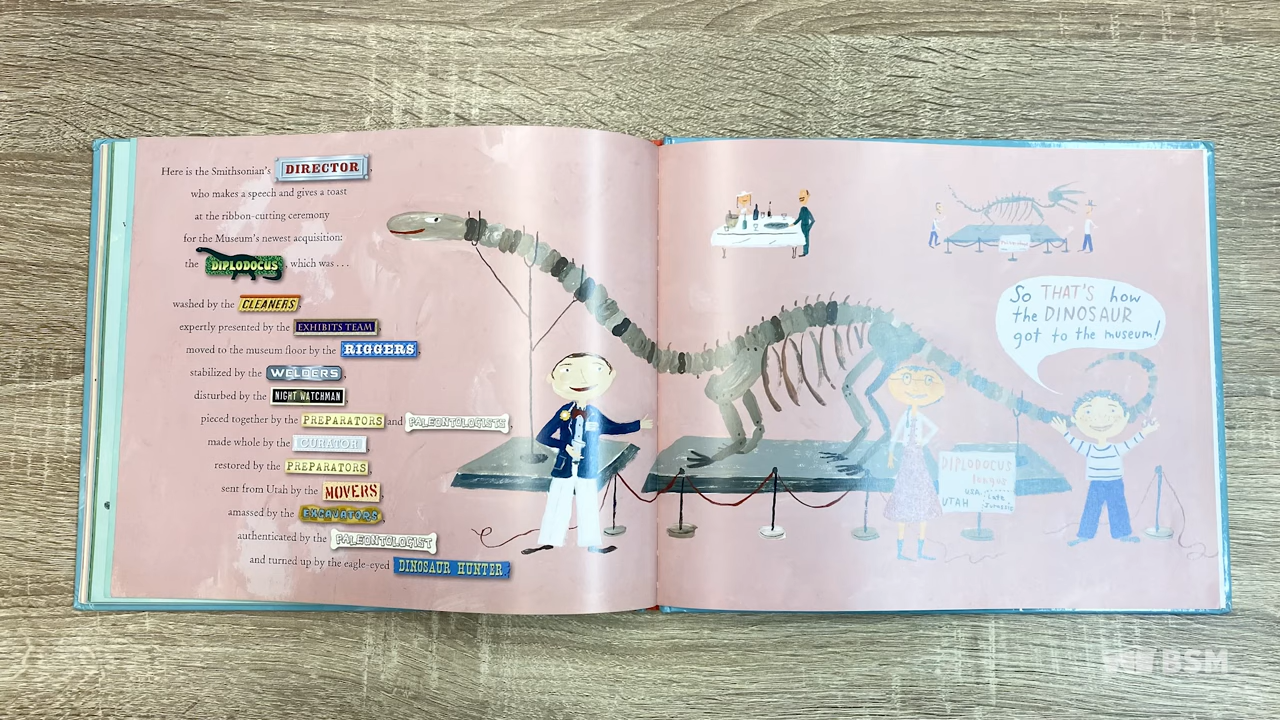 Here is the Smithsonian's DIRECTOR
who makes a speech and gives a toast
at the ribbon-cutting ceremony
for the Museum's newest acquisition:
the DIPLODOCUS, which was . . .
washed by the CLEANERS
expertly presented by the EXHIBITS TEAM
moved to the museum floor by the RIGGERS,
stabilized by the WELDERS,
disturbed by the NIGHT WATCHMAN,
pieced together by the PREPARATORS and PALEONTOLOGISTS
made whole by the CURATOR
restored by the PREPARATORS
sent from Utah by the MOVERS
amassed by the EXCAVATORS,
authenticated by the PALEONTOLOGIST
and turned up by the eagle-eyed DINOSAUR HUNTER
So THAT'S how
the DINOSAUR
got to the museum!
DIPLODOCUS
longus
USA
UTAH
Late
Jurassic
BSM